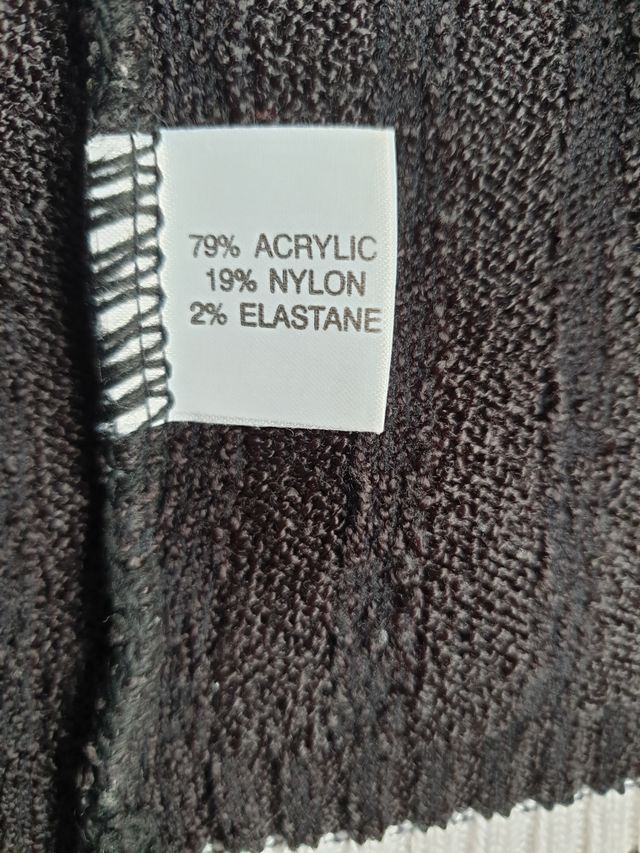 79% ACRYLIC
19% NYLON
2% ELASTANE